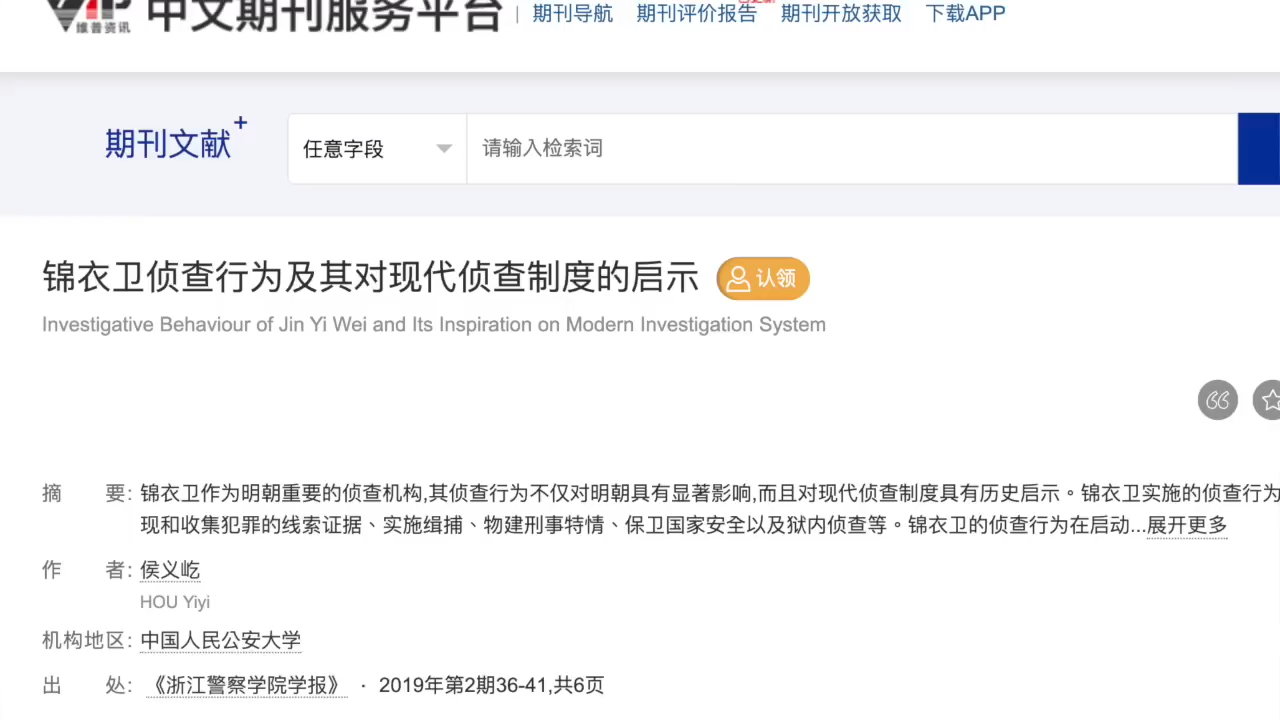 维普资讯
中文期刊服务平台
期刊导航 期刊评价报告 期刊开放获取 下载APP
期刊文献+
任意字段 请输入检索词
锦衣卫侦查行为及其对现代侦查制度的启示 认领
Investigative Behaviour of Jin Yi Wei and Its Inspiration on Modern Investigation System
摘 要: 锦衣卫作为明朝重要的侦查机构,其侦查行为不仅对明朝具有显著影响,而且对现代侦查制度具有历史启示。锦衣卫实施的侦查行为
现和收集犯罪的线索证据、实施缉捕、物建刑事特情、保卫国家安全以及狱内侦查等。锦衣卫的侦查行为在启动...展开更多
作 者: 侯义屹
HOU Yiyi
机构地区: 中国人民公安大学
出 处: 《浙江警察学院学报》 · 2019年第2期36-41,共6页